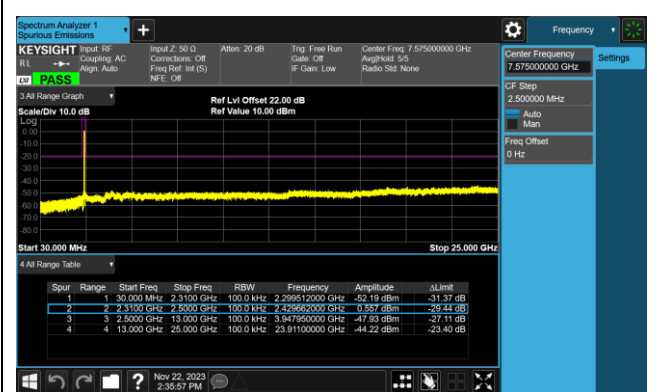 Spectrum Analyzer 1
Spurious Emissions
Frequency
KEYSIGHT Input: RF Input Z: 50 Ω Atten: 20 dB Trig: Free Run Center Freq: 7.575000000 GHz
RL Coupling: AC Corrections: Off Gate: Off Avg|Hold: 5/5
Align: Auto Freq Ref: Int (S) IF Gain: Low Radio Std: None
LXI PASS NFE: Off
Center Frequency
7.575000000 GHz
Settings
CF Step
2.500000 MHz
Auto
Man
Freq Offset
0 Hz
3 All Range Graph
Ref Lvl Offset 22.00 dB
Scale/Div 10.0 dB Ref Value 10.00 dBm
Log
0.00
-10.0
-20.0
-30.0
-40.0
-50.0
-60.0
-70.0
-80.0
Start 30.000 MHz Stop 25.000 GHz
4 All Range Table
Spur Range Start Freq Stop Freq RBW Frequency Amplitude ΔLimit
1 1 30.000 MHz 2.3100 GHz 100.0 kHz 2.299512000 GHz -52.19 dBm -31.37 dB
2 2 2.3100 GHz 2.5000 GHz 100.0 kHz 2.429662000 GHz 0.557 dBm -29.44 dB
3 3 2.5000 GHz 13.000 GHz 100.0 kHz 3.947950000 GHz -47.93 dBm -27.11 dB
4 4 13.000 GHz 25.000 GHz 100.0 kHz 23.91100000 GHz -44.22 dBm -23.40 dB
Nov 22, 2023
2:35:57 PM